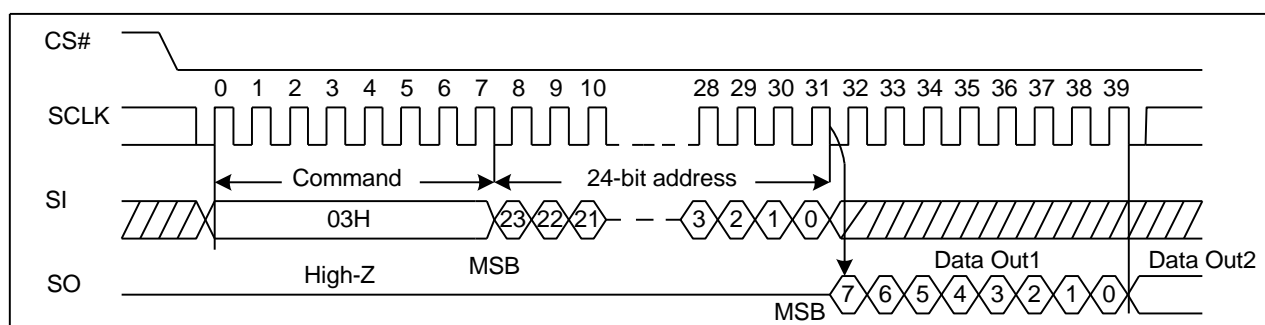 CS#
0 1 2 3 4 5 6 7 8 9 10 28 29 30 31 32 33 34 35 36 37 38 39
SCLK
Command 24-bit address
SI
03H 23 22 21 3 2 1 0
High-Z MSB Data Out1 Data Out2
SO
7 6 5 4 3 2 1 0
MSB